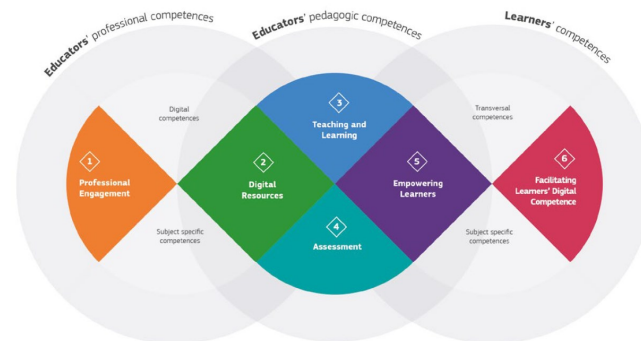 Educators' professional competences
Educators' pedagogic competences
Learners' competences
Digital
competences
Transversal
competences
1
Professional
Engagement
2
Digital
Resources
3
Teaching and
Learning
4
Assessment
5
Empowering
Learners
6
Facilitating
Learners' Digital
Competence
Subject specific
competences
Subject specific
competences